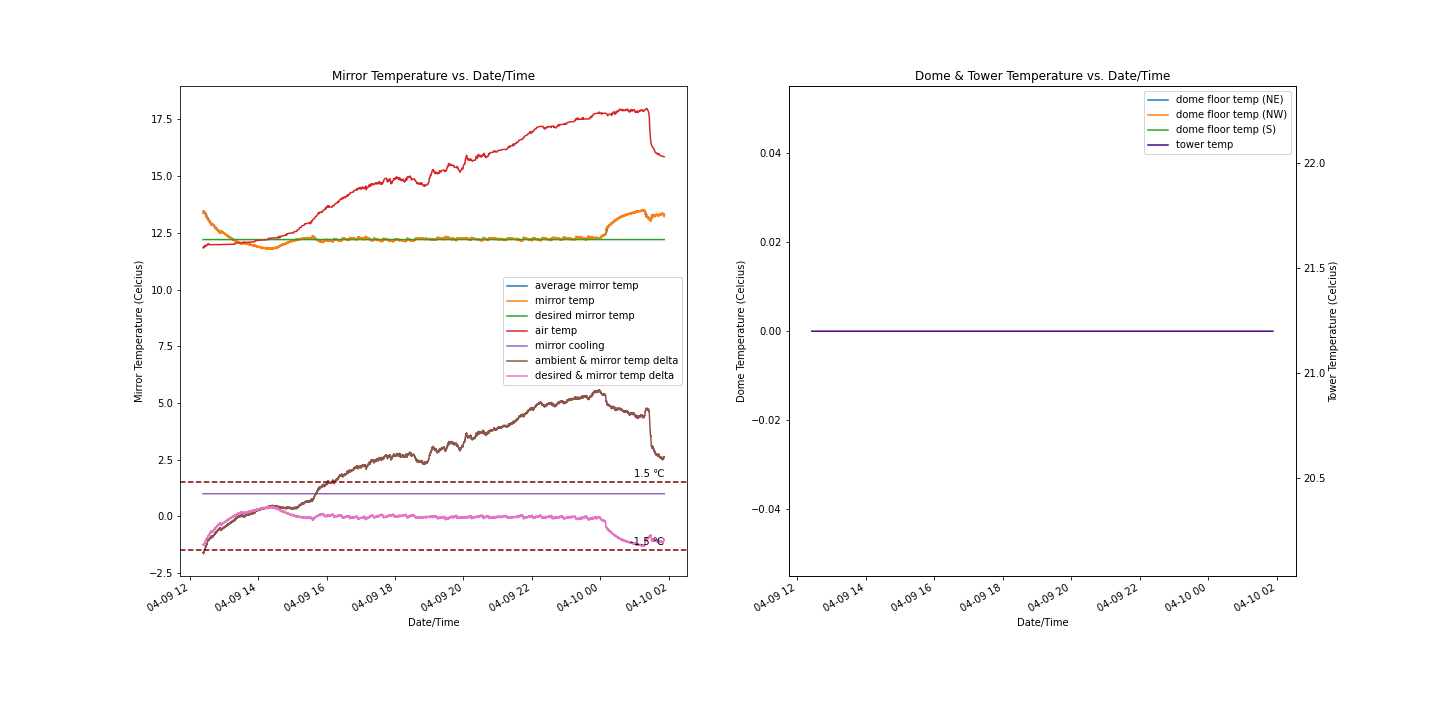 Mirror Temperature vs. Date/Time
Mirror Temperature (Celcius)
17.5
15.0
12.5
10.0
7.5
5.0
2.5
0.0
−2.5
average mirror temp
mirror temp
desired mirror temp
air temp
mirror cooling
ambient & mirror temp delta
desired & mirror temp delta
1.5 °C
-1.5 °C
04-09 12
04-09 14
04-09 16
04-09 18
04-09 20
04-09 22
04-10 00
04-10 02
Date/Time
Dome & Tower Temperature vs. Date/Time
Dome Temperature (Celcius)
0.04
0.02
0.00
−0.02
−0.04
dome floor temp (NE)
dome floor temp (NW)
dome floor temp (S)
tower temp
22.0
21.5
21.0
20.5
Tower Temperature (Celcius)
04-09 12
04-09 14
04-09 16
04-09 18
04-09 20
04-09 22
04-10 00
04-10 02
Date/Time